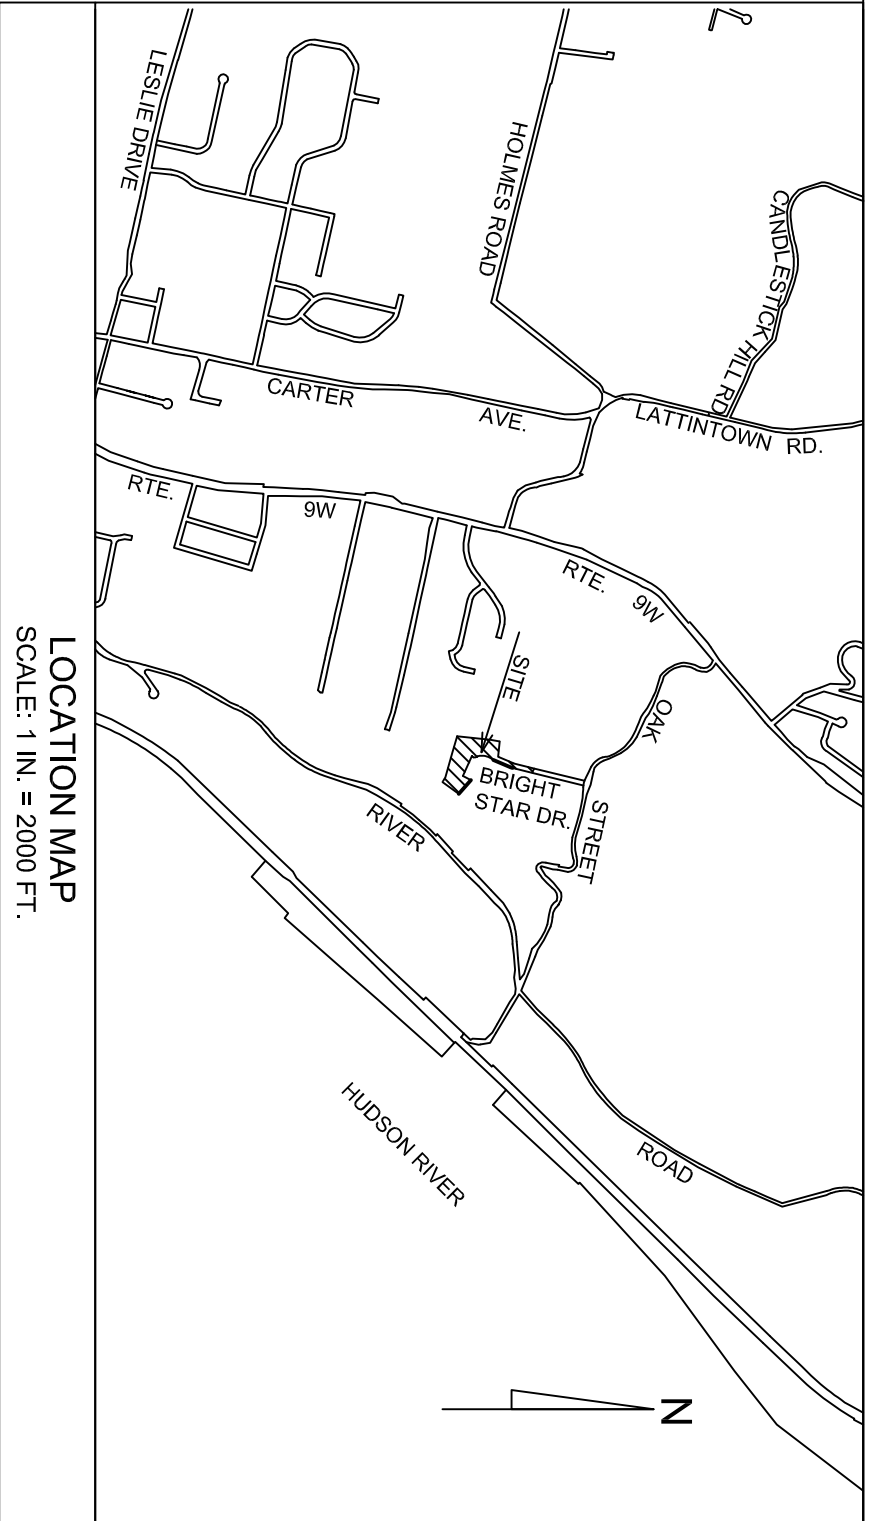 CANDLESTICK HILL RD
LATTINTOWN RD.
HOLMES ROAD
LESLIE DRIVE
CARTER AVE.
RTE. 9W
RTE. 9W
OAK STREET
SITE
BRIGHT
STAR DR.
RIVER ROAD
HUDSON RIVER
N
LOCATION MAP
SCALE: 1 IN. = 2000 FT.